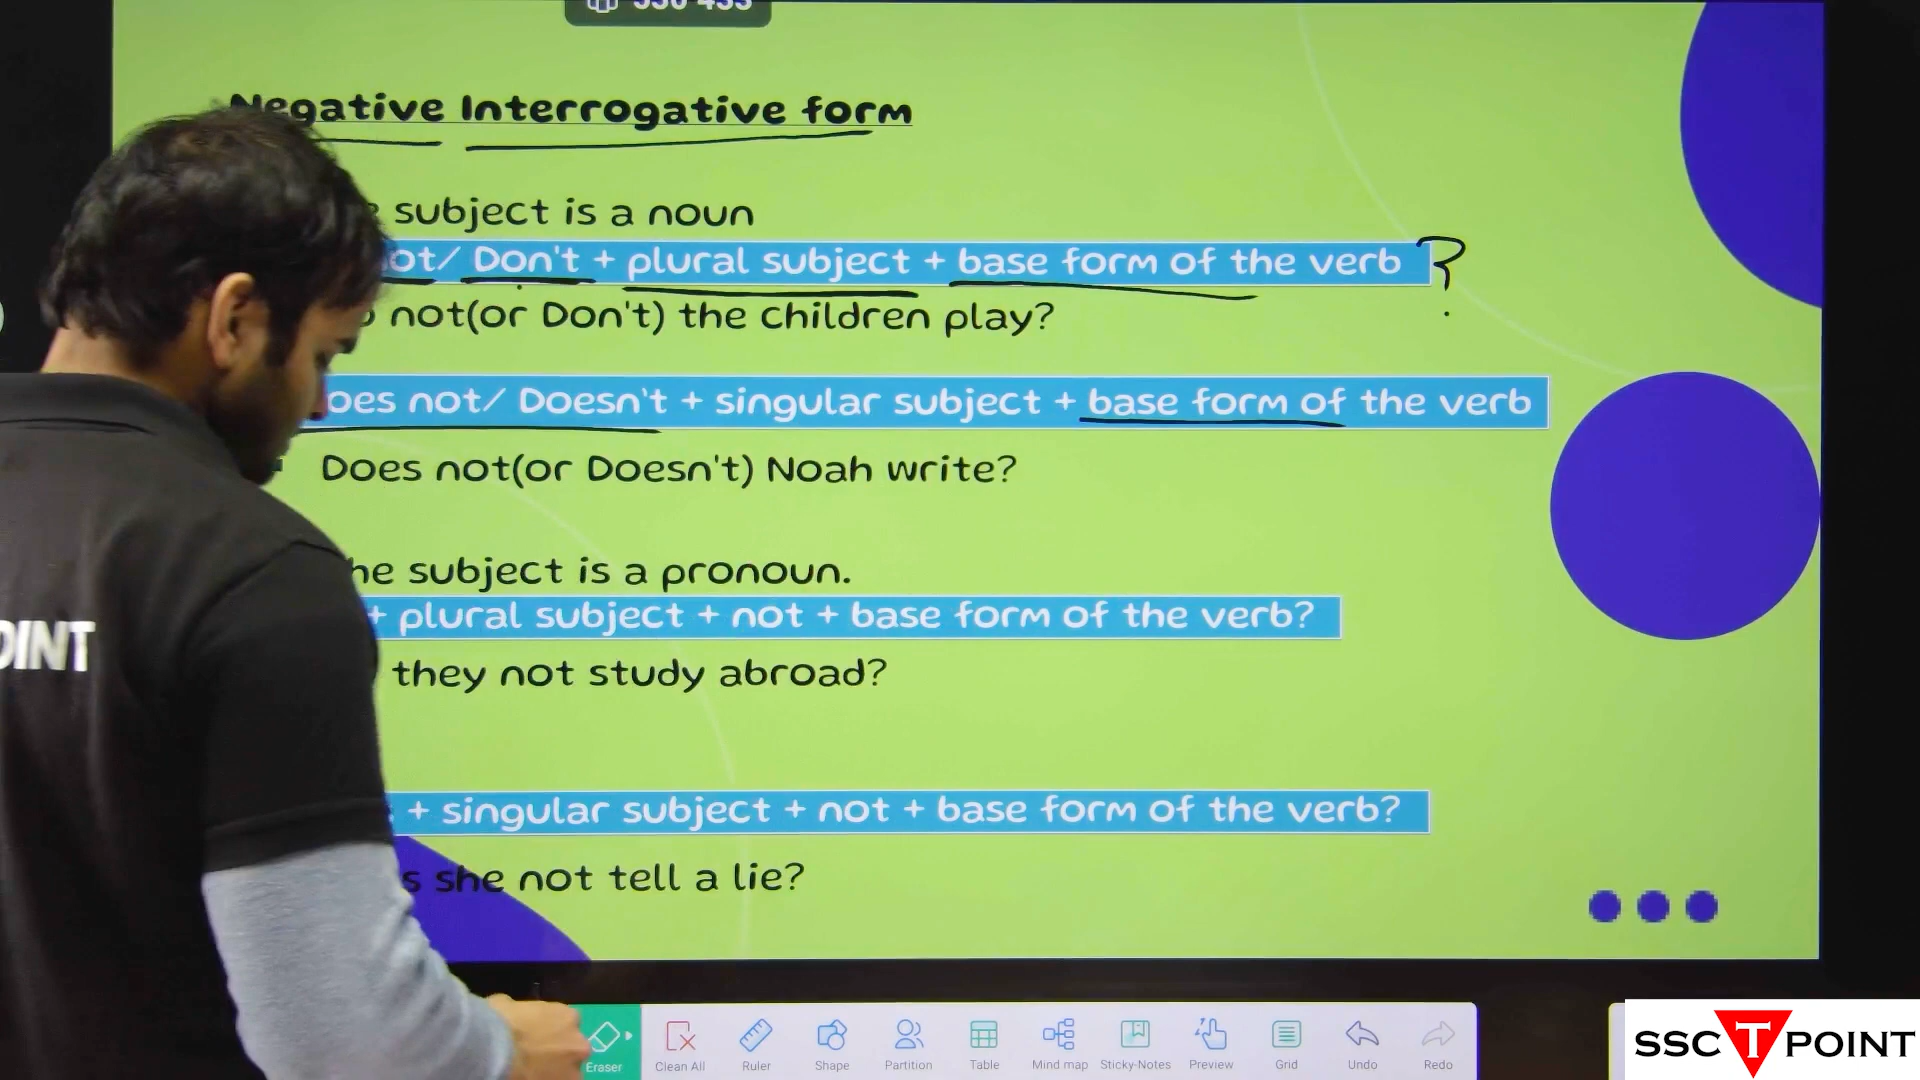 Negative Interrogative form
subject is a noun
not/ Don't + plural subject + base form of the verb ?
not(or Don't) the children play?
Does not/ Doesn't + singular subject + base form of the verb
Does not(or Doesn't) Noah write?
the subject is a pronoun.
+ plural subject + not + base form of the verb?
they not study abroad?
+ singular subject + not + base form of the verb?
she not tell a lie?
OINT
Eraser
Clean All
Ruler
Shape
Partition
Table
Mind map
Sticky-Notes
Preview
Grid
Undo
Redo
SSC T POINT